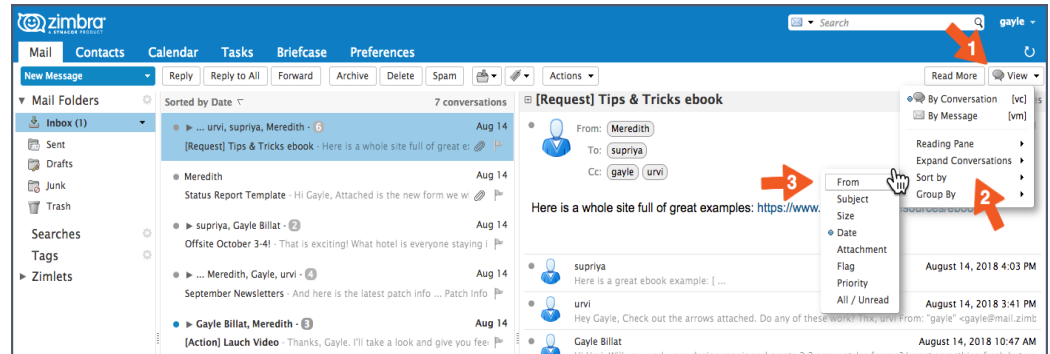 zimbra
A SYNACOR PRODUCT
Search
gayle
1
Mail Contacts Calendar Tasks Briefcase Preferences
New Message Reply Reply to All Forward Archive Delete Spam Actions Read More View
Mail Folders
Inbox (1)
Sent
Drafts
Junk
Trash
Searches
Tags
Zimlets
Sorted by Date 7 conversations
... urvi, supriya, Meredith - 6 Aug 14
[Request] Tips & Tricks ebook - Here is a whole site full of great e
Meredith Aug 14
Status Report Template - Hi Gayle, Attached is the new form we w
supriya, Gayle Billat - 2 Aug 14
Offsite October 3-4! - That is exciting! What hotel is everyone staying i
... Meredith, Gayle, urvi - 4 Aug 14
September Newsletters - And here is the latest patch info ... Patch Info
Gayle Billat, Meredith - 3 Aug 14
[Action] Lauch Video - Thanks, Gayle. I'll take a look and give you fee
[Request] Tips & Tricks ebook
From: Meredith
To: supriya
Cc: gayle urvi
Here is a whole site full of great examples: https://www.
supriya August 14, 2018 4:03 PM
Here is a great ebook example: [ ...
urvi August 14, 2018 3:41 PM
Hey Gayle, Check out the arrows attached. Do any of these work? Thx, urvi From: "gayle" <gayle@mail.zimb
Gayle Billat August 14, 2018 10:47 AM
By Conversation [vc]
By Message [vm]
Reading Pane
Expand Conversations
Sort by
Group By
2
3
From
Subject
Size
Date
Attachment
Flag
Priority
All / Unread